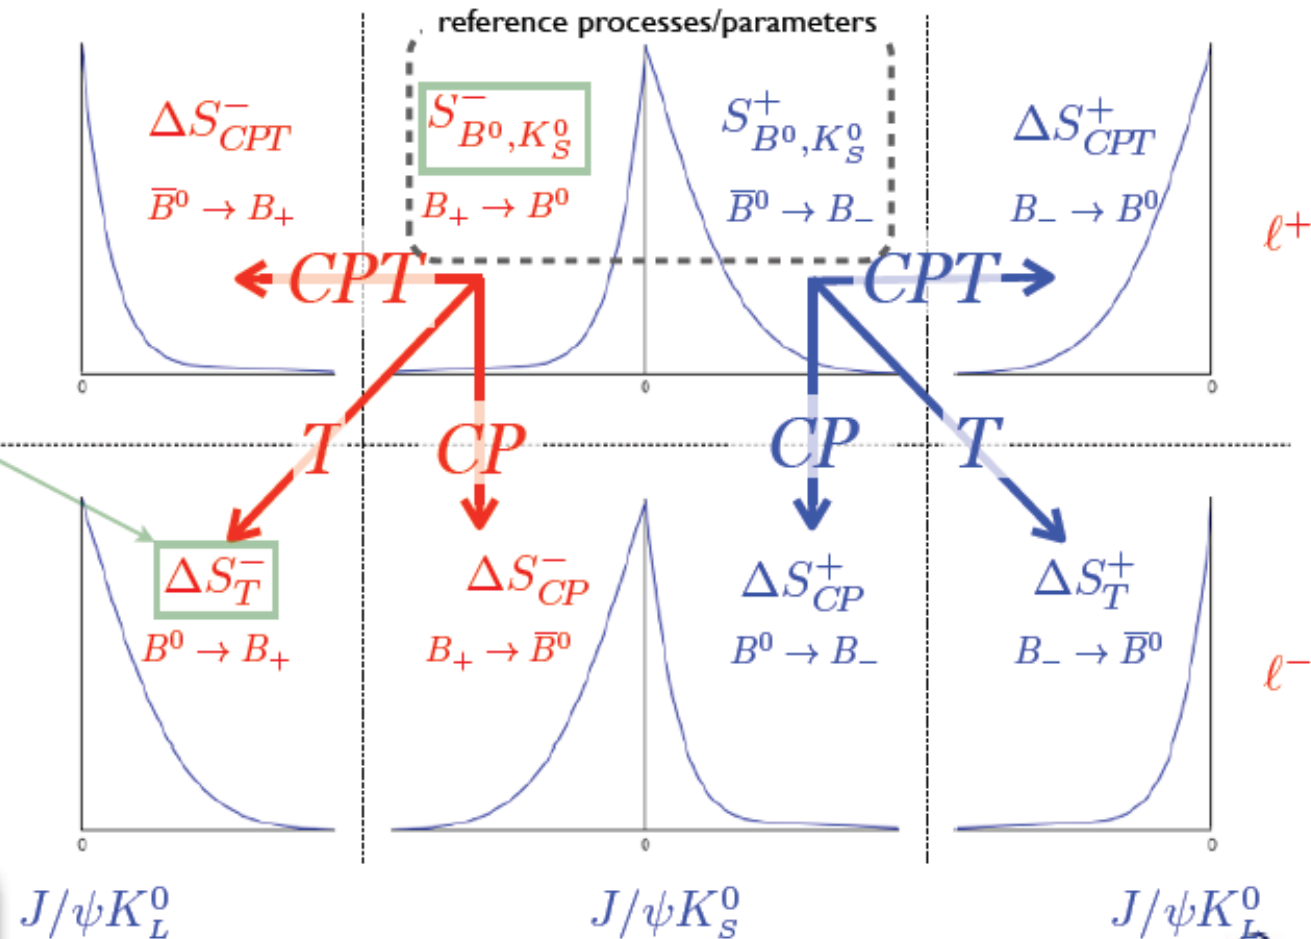 reference processes/parameters
ΔS⁻_CPT
S⁻_B⁰,K⁰_S
S⁺_B⁰,K⁰_S
ΔS⁺_CPT
B̅⁰ → B₊
B₊ → B⁰
B̅⁰ → B₋
B₋ → B⁰
ℓ⁺
CPT
CPT
0
0
0
T
CP
CP
T
ΔS⁻_T
ΔS⁻_CP
ΔS⁺_CP
ΔS⁺_T
B⁰ → B₊
B₊ → B̅⁰
B⁰ → B₋
B₋ → B̅⁰
ℓ⁻
0
0
0
J/ψK⁰_L
J/ψK⁰_S
J/ψK⁰_L